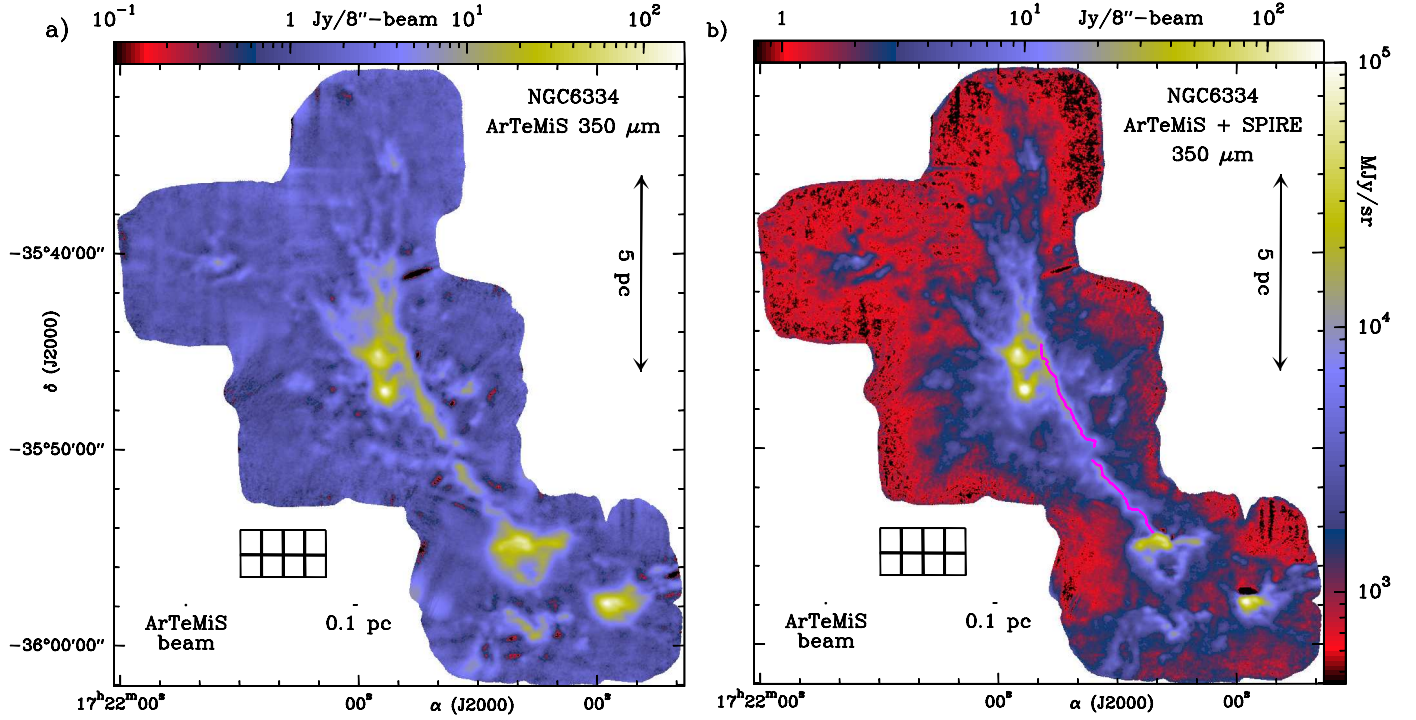 a)
10⁻¹ 1 Jy/8″−beam 10¹ 10²
NGC6334
ArTeMiS 350 μm
5 pc
−35°40′00″
−35°50′00″
−36°00′00″
δ (J2000)
ArTeMiS
beam
0.1 pc
17ʰ22ᵐ00ˢ 00ˢ 00ˢ
α (J2000)
b)
1 10¹ Jy/8″−beam 10²
NGC6334
ArTeMiS + SPIRE
350 μm
5 pc
10⁵
MJy/sr
10⁴
10³
ArTeMiS
beam
0.1 pc
17ʰ22ᵐ00ˢ 00ˢ 00ˢ
α (J2000)